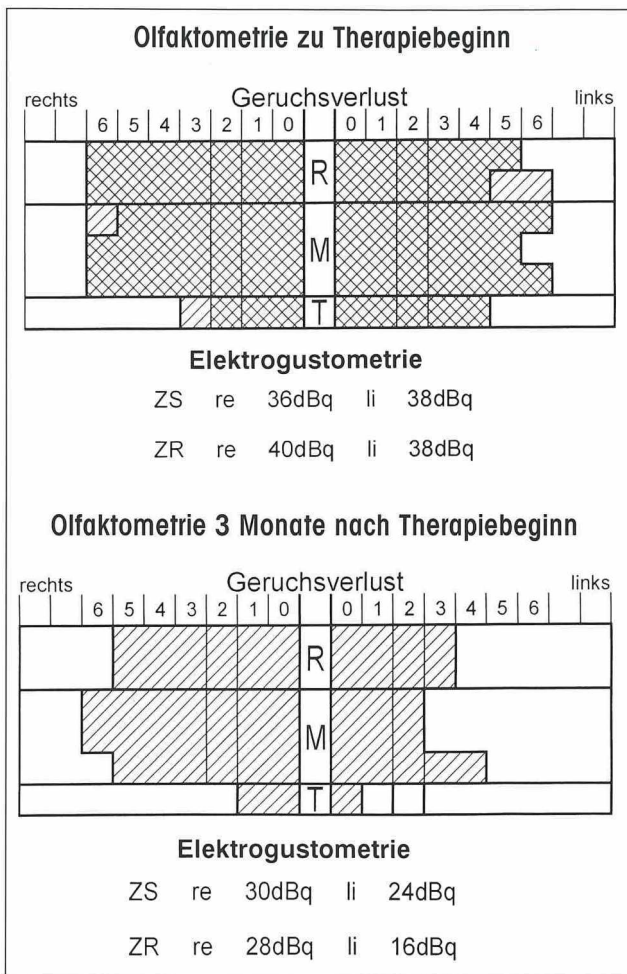 Olfaktometrie zu Therapiebeginn
rechts Geruchsverlust links
6 5 4 3 2 1 0 0 1 2 3 4 5 6
R
M
T
Elektrogustometrie
ZS re 36dBq li 38dBq
ZR re 40dBq li 38dBq
Olfaktometrie 3 Monate nach Therapiebeginn
rechts Geruchsverlust links
6 5 4 3 2 1 0 0 1 2 3 4 5 6
R
M
T
Elektrogustometrie
ZS re 30dBq li 24dBq
ZR re 28dBq li 16dBq